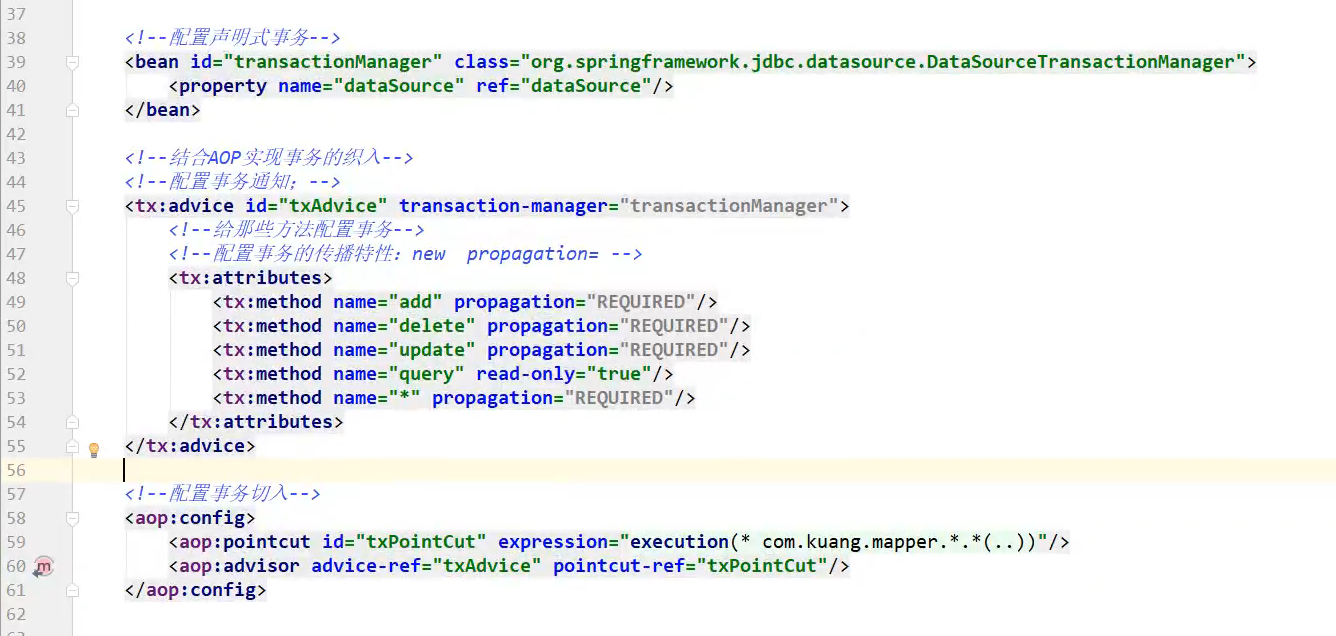 37
38 <!--配置声明式事务-->
39 <bean id="transactionManager" class="org.springframework.jdbc.datasource.DataSourceTransactionManager">
40 <property name="dataSource" ref="dataSource"/>
41 </bean>
42
43 <!--结合AOP实现事务的织入-->
44 <!--配置事务通知；-->
45 <tx:advice id="txAdvice" transaction-manager="transactionManager">
46 <!--给那些方法配置事务-->
47 <!--配置事务的传播特性：new  propagation= -->
48 <tx:attributes>
49 <tx:method name="add" propagation="REQUIRED"/>
50 <tx:method name="delete" propagation="REQUIRED"/>
51 <tx:method name="update" propagation="REQUIRED"/>
52 <tx:method name="query" read-only="true"/>
53 <tx:method name="*" propagation="REQUIRED"/>
54 </tx:attributes>
55 </tx:advice>
56
57 <!--配置事务切入-->
58 <aop:config>
59 <aop:pointcut id="txPointCut" expression="execution(* com.kuang.mapper.*.*(..))"/>
60 m <aop:advisor advice-ref="txAdvice" pointcut-ref="txPointCut"/>
61 </aop:config>
62